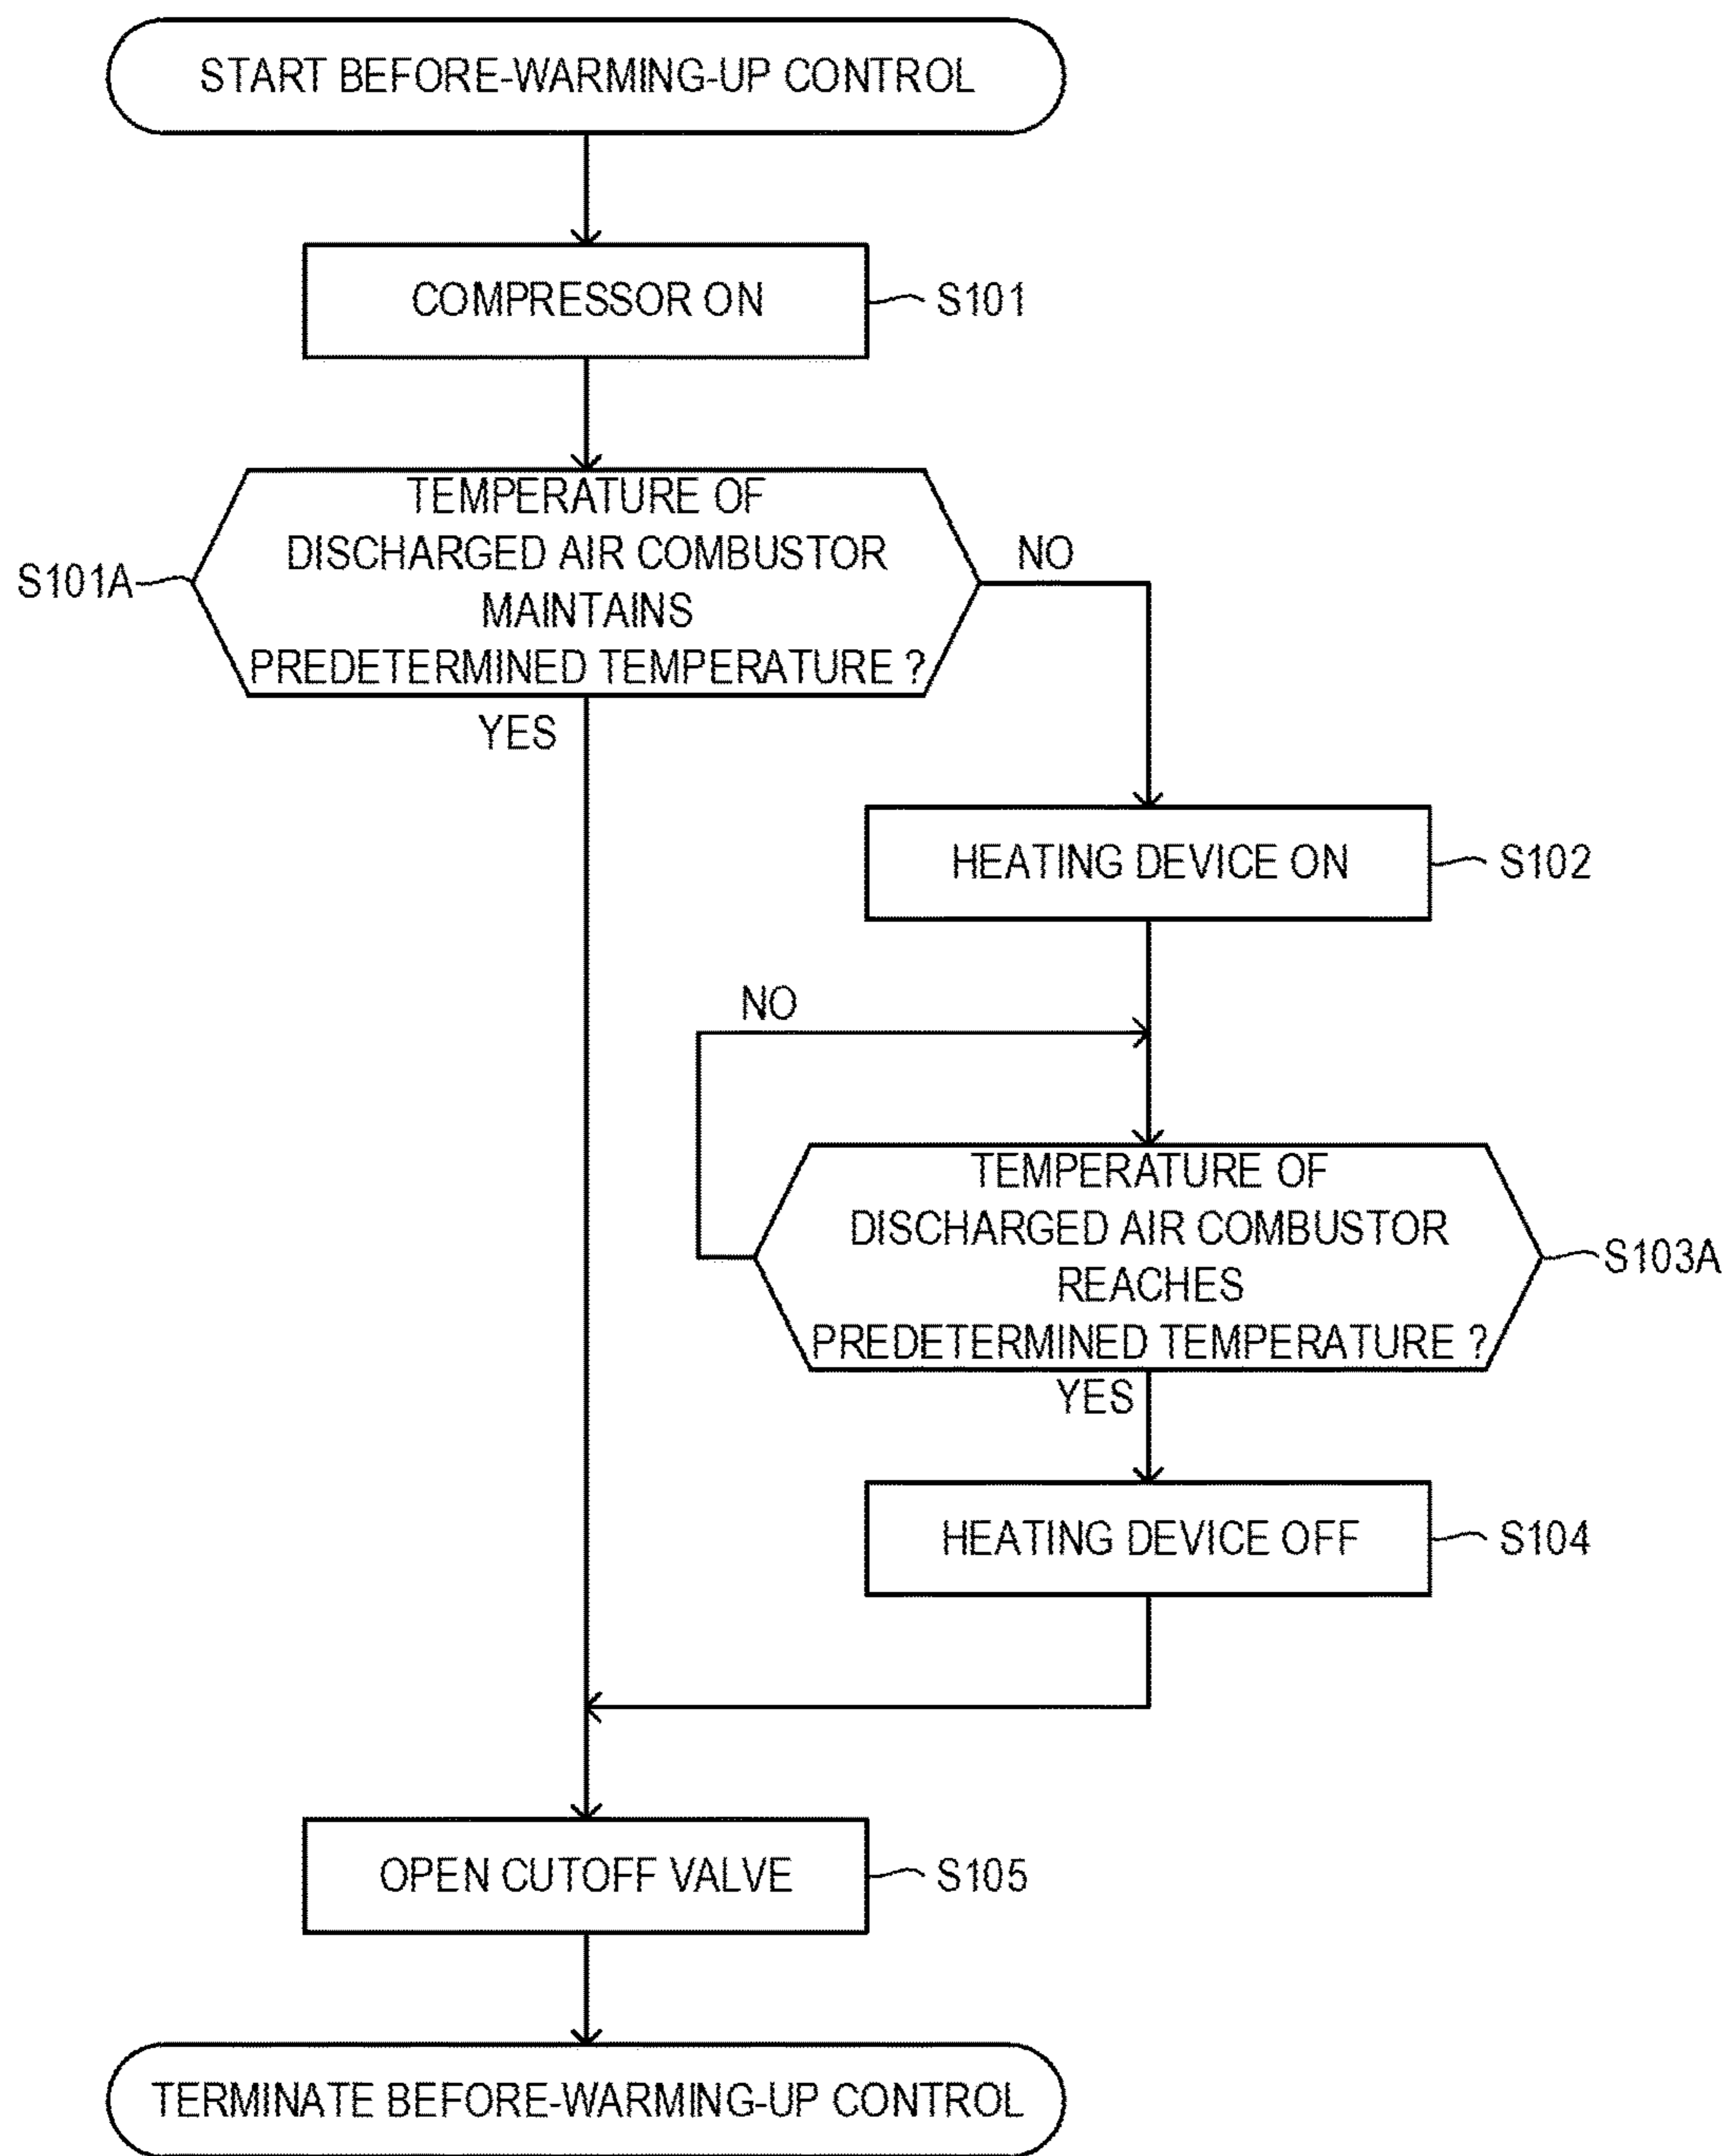 START BEFORE-WARMING-UP CONTROL
COMPRESSOR ON
S101
TEMPERATURE OF
DISCHARGED AIR COMBUSTOR
MAINTAINS
PREDETERMINED TEMPERATURE ?
S101A
NO
YES
HEATING DEVICE ON
S102
NO
TEMPERATURE OF
DISCHARGED AIR COMBUSTOR
REACHES
PREDETERMINED TEMPERATURE ?
S103A
YES
HEATING DEVICE OFF
S104
OPEN CUTOFF VALVE
S105
TERMINATE BEFORE-WARMING-UP CONTROL